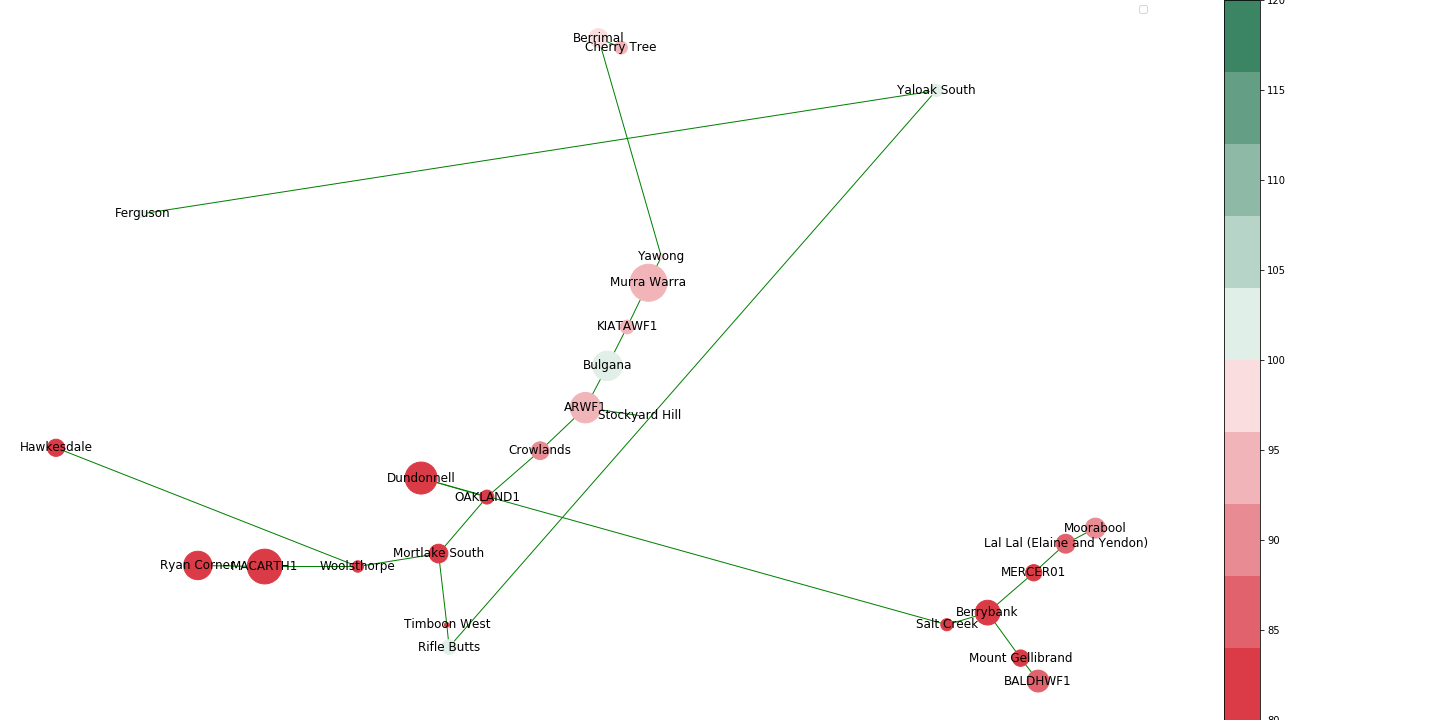 120
Berrimal
Cherry Tree
Yaloak South
115
110
Ferguson
Yawong
105
Murra Warra
KIATAWF1
Bulgana
100
ARWF1
Stockyard Hill
Hawkesdale
Crowlands
95
Dundonnell
OAKLAND1
Moorabool
90
Lal Lal (Elaine and Yendon)
Mortlake South
Ryan Corner
MACARTH1
Woolsthorpe
MERCER01
Berrybank
Timboon West
Salt Creek
85
Rifle Butts
Mount Gellibrand
BALDHWF1
80